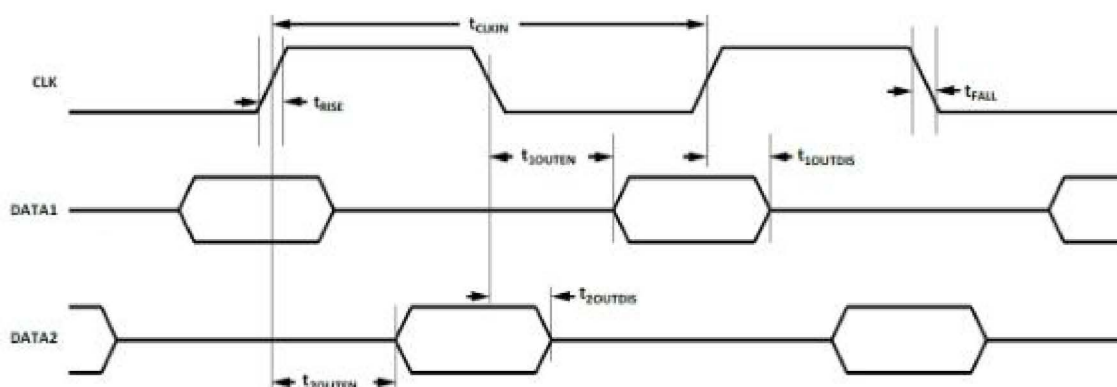 tCLKIN
CLK
tRISE
tFALL
t1OUTEN
t1OUTDIS
DATA1
t2OUTDIS
DATA2
t2OUTEN